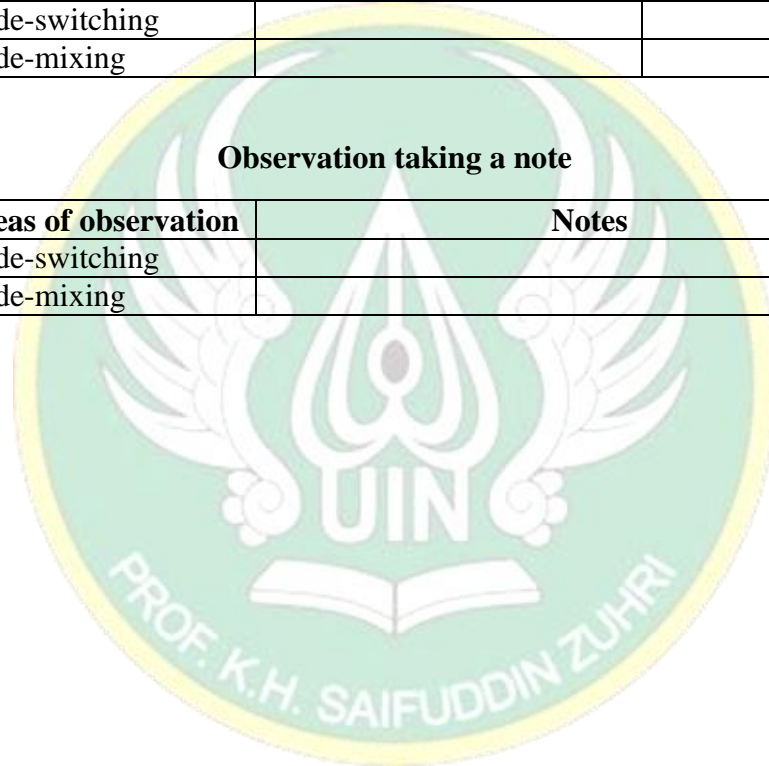 de-switching
de-mixing
Observation taking a note
eas of observation Notes
de-switching
de-mixing
UIN
PROF. K.H. SAIFUDDIN ZUHRI